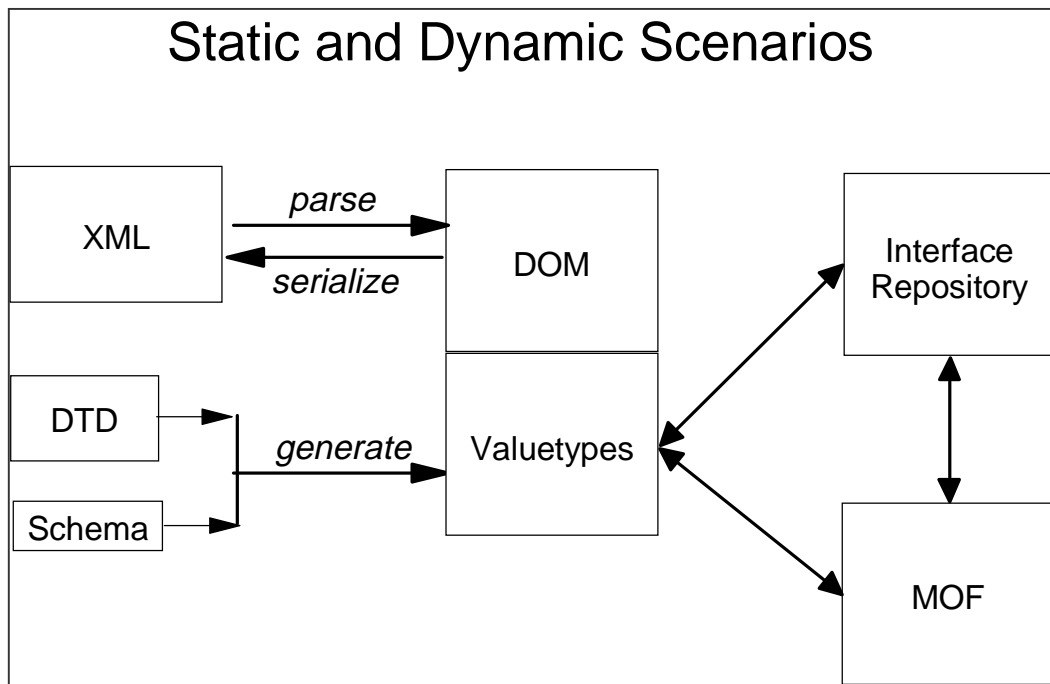 Static and Dynamic Scenarios
XML
parse
serialize
DOM
Interface
Repository
DTD
Schema
generate
Valuetypes
MOF